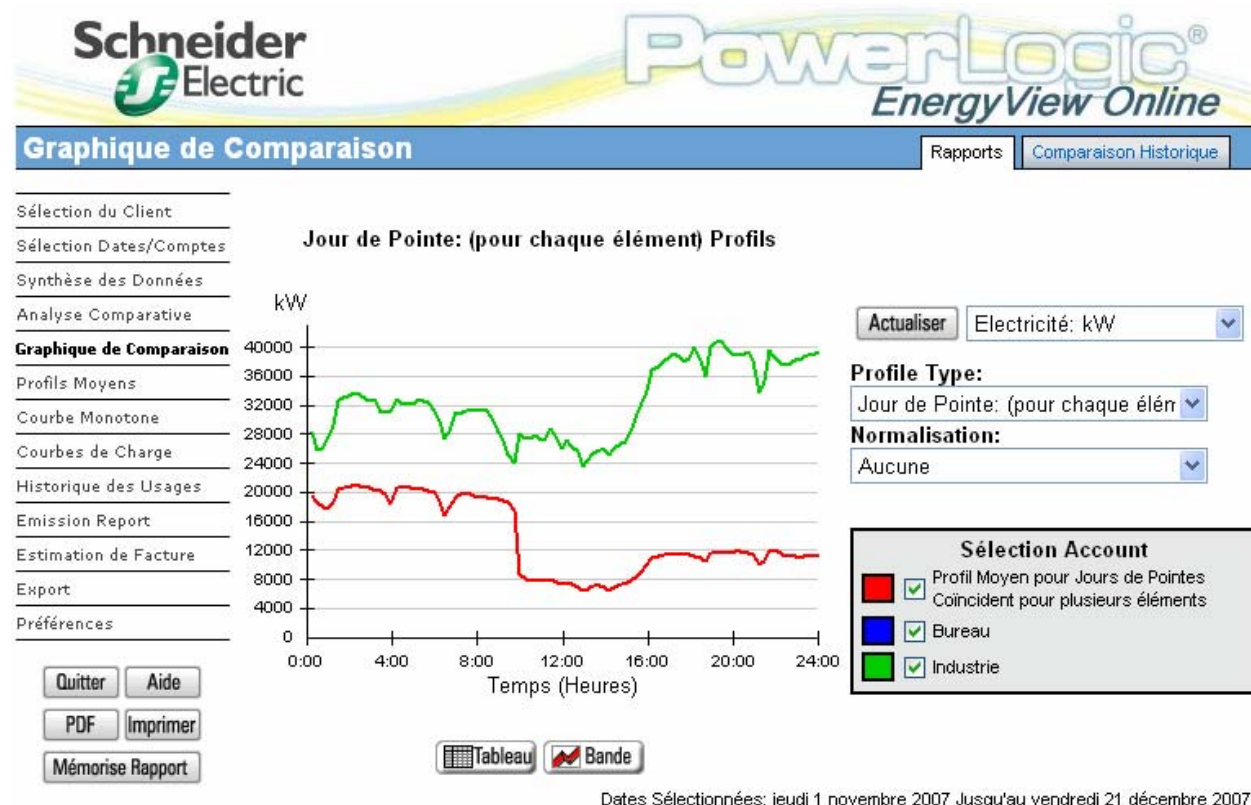 Schneider
Electric
PowerLogic®
EnergyView Online
Graphique de Comparaison
Rapports
Comparaison Historique
Sélection du Client
Sélection Dates/Comptes
Synthèse des Données
Analyse Comparative
Graphique de Comparaison
Profils Moyens
Courbe Monotone
Courbes de Charge
Historique des Usages
Emission Report
Estimation de Facture
Export
Préférences
Quitter
Aide
PDF
Imprimer
Mémorise Rapport
Jour de Pointe: (pour chaque élément) Profils
kW
40000
36000
32000
28000
24000
20000
16000
12000
8000
4000
0
0:00 4:00 8:00 12:00 16:00 20:00 24:00
Temps (Heures)
Tableau
Bande
Actualiser
Electricité: kW
Profile Type:
Jour de Pointe: (pour chaque élém
Normalisation:
Aucune
Sélection Account
Profil Moyen pour Jours de Pointes
Coïncident pour plusieurs éléments
Bureau
Industrie
Dates Sélectionnées: jeudi 1 novembre 2007 Jusqu'au vendredi 21 décembre 2007